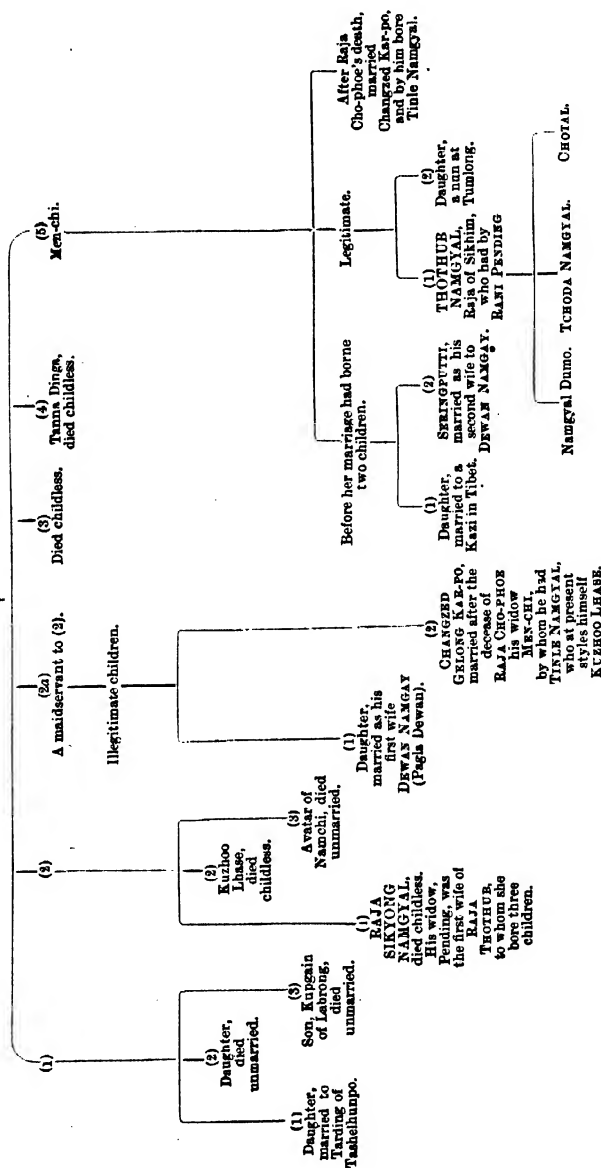 (1)
(2)
(2a)
A maidservant to (2).
(3)
Died childless.
(4)
Tanna Dinga,
died childless.
(5)
Men-chi.
(1)
Daughter,
married to
Tarding of
Tashelhunpo.
(2)
Daughter,
died
unmarried.
(3)
Son, Kupgain
of Labrong,
died
unmarried.
(1)
RAJA
SIKYONG
NAMGYAL,
died childless.
His widow,
Pending, was
the first wife of
RAJA
THOTHUB,
to whom she
bore three
children.
(2)
Kuzhoo
Lhase,
died
childless.
(3)
Avatar of
Namchi, died
unmarried.
Illegitimate children.
(1)
Daughter,
married as his
first wife
DEWAN NAMGAY
(Pagla Dewan).
(2)
CHANGZED
GELONG KAR-PO,
married after the
decease of
RAJA CHO-PHOE
his widow
MEN-CHI,
by whom he had
TINLE NAMGYAL,
who at present
styles himself
KUZHOO LHASE.
Before her marriage had borne
two children.
(1)
Daughter,
married to a
Kazi in Tibet.
(2)
SERINGPUTTI,
married as his
second wife to
DEWAN NAMGAY.
Legitimate.
(1)
THOTHUB
NAMGYAL,
Raja of Sikhim,
who had by
RANI PENDING
(2)
Daughter,
a nun at
Tumlong.
After Raja
Cho-phoe's death,
married
Changzed Kar-po,
and by him bore
Tinle Namgyal.
Namgyal Dumo.
TCHODA NAMGYAL.
CHOTAL.